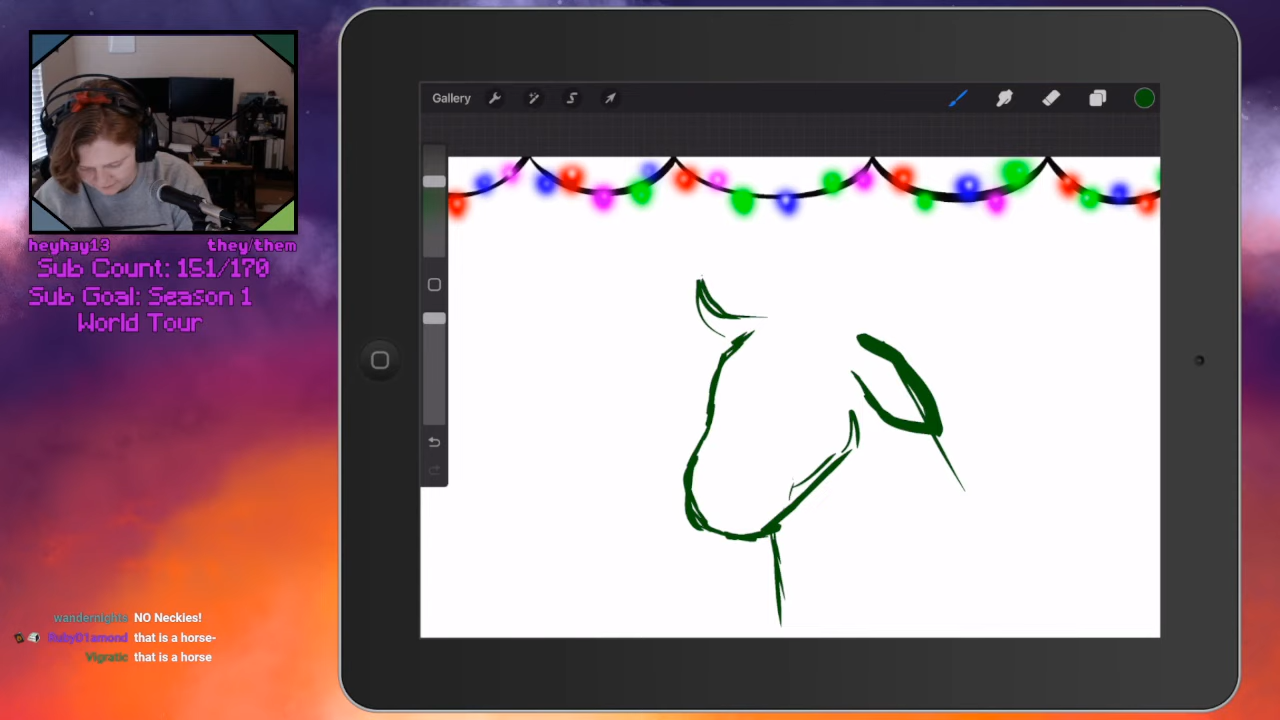 Gallery
heyhay13 they/them
Sub Count: 151/170
Sub Goal: Season 1
World Tour
wandernights NO Neckies!
RubyD1amond that is a horse-
Vigratic that is a horse